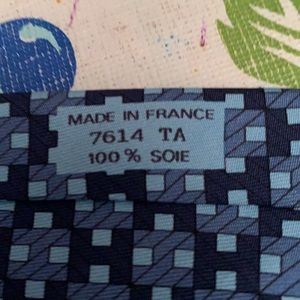 MADE IN FRANCE
7614 TA
100% SOIE